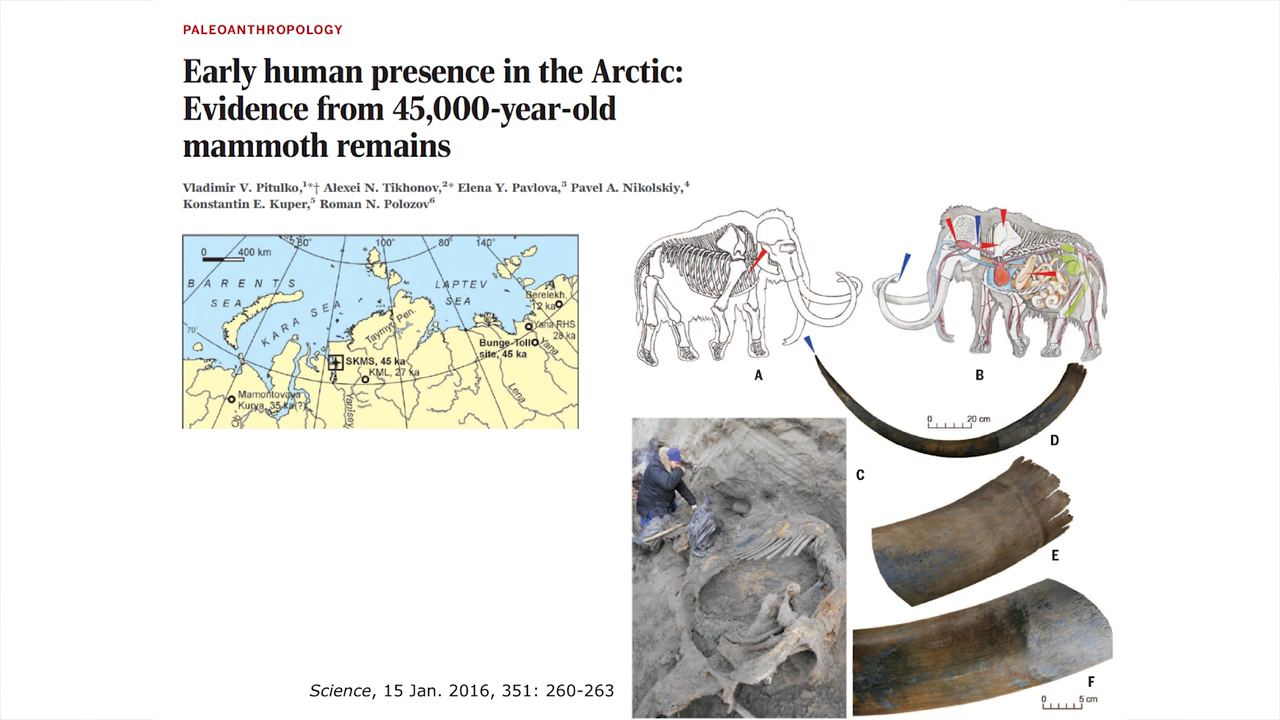 PALEOANTHROPOLOGY
Early human presence in the Arctic:
Evidence from 45,000-year-old
mammoth remains
Vladimir V. Pitulko,1*† Alexei N. Tikhonov,2* Elena Y. Pavlova,3 Pavel A. Nikolskiy,4
Konstantin E. Kuper,5 Roman N. Polozov6
0 400 km
60° 100° 80° 140°
BARENTS
SEA
KARA SEA
LAPTEV
SEA
70°
Taymyr Pen.
Berelekh,
12 ka
Yana RHS
28 ka
Bunge-Toll
site, 45 ka
Yana
SKMS, 45 ka
KML, 27 ka
Mamontovaya
Kurya, 35 ka(?)
Ob
Yenisey
Lena
A
B
0 20 cm
D
C
E
F
0 5 cm
Science, 15 Jan. 2016, 351: 260-263